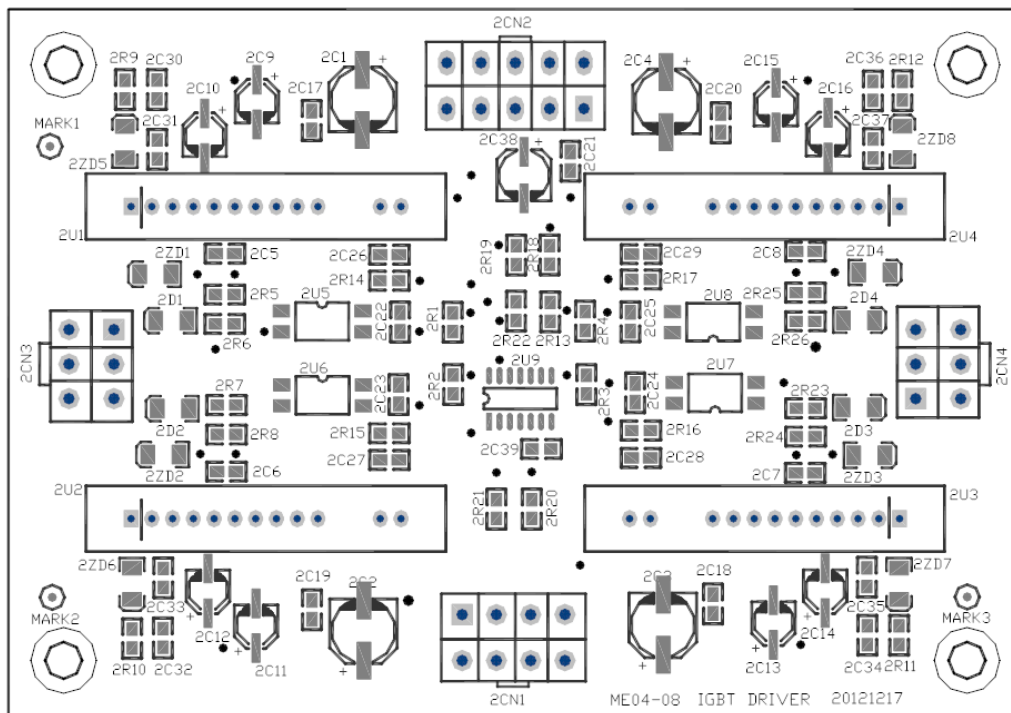 2CN2
2R9 2C30 2C9 2C1 2C4 2C15 2C36 2R12
2C10 2C17 2C20 2C16
MARK1 2C31 2C38 2C21 2C37
2ZD5 2ZD8
2U1 2U4
2ZD1 2C5 2C26 2R19 2R18 2C29 2C8 2ZD4
2R14 2R17
2D1 2R5 2U5 2C22 2R1 2R4 2C25 2U8 2R25 2D4
2R6 2R22 2R13 2R26
2CN3 2CN4
2U6 2U9 2U7
2R7 2C23 2R2 2R3 2C24 2R23
2D2 2R8 2R15 2R16 2R24 2D3
2C39
2ZD2 2C6 2C27 2C28 2C7 2ZD3
2U2 2R21 2R20 2U3
2ZD6 2C19 2C2 2C3 2C18 2ZD7
MARK2 2C33 2C35 MARK3
2C12 2C14
2R10 2C32 2C11 2C13 2C34 2R11
2CN1
ME04-08 IGBT DRIVER 20121217